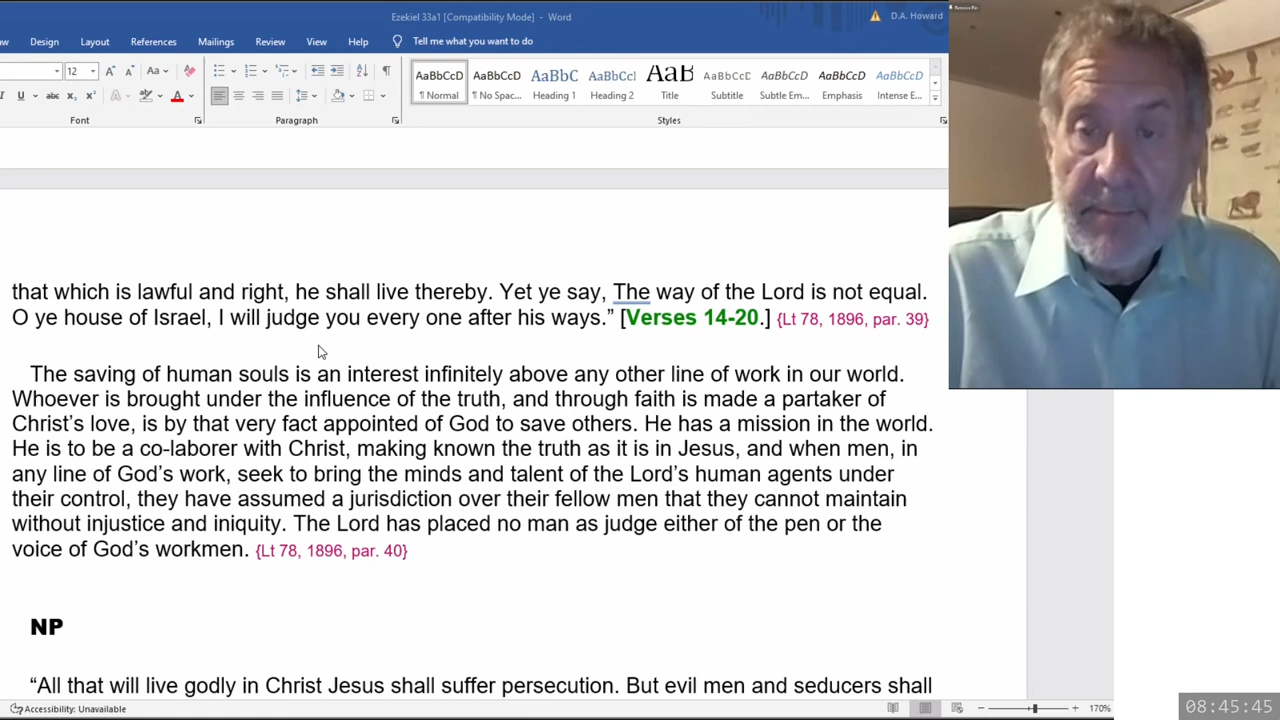 Ezekiel 33a1 [Compatibility Mode] - Word
D.A. Howard
Design Layout References Mailings Review View Help Tell me what you want to do
12 Aa
I U abc x₂ x² A A
AaBbCcD AaBbCcD AaBbC AaBbCcI AaB AaBbCcD AaBbCcD AaBbCcD AaBbCcD
¶ Normal ¶ No Spac... Heading 1 Heading 2 Title Subtitle Subtle Em... Emphasis Intense E...
Font Paragraph Styles
that which is lawful and right, he shall live thereby. Yet ye say, The way of the Lord is not equal.
O ye house of Israel, I will judge you every one after his ways.” [Verses 14-20.] {Lt 78, 1896, par. 39}
The saving of human souls is an interest infinitely above any other line of work in our world.
Whoever is brought under the influence of the truth, and through faith is made a partaker of
Christ’s love, is by that very fact appointed of God to save others. He has a mission in the world.
He is to be a co-laborer with Christ, making known the truth as it is in Jesus, and when men, in
any line of God’s work, seek to bring the minds and talent of the Lord’s human agents under
their control, they have assumed a jurisdiction over their fellow men that they cannot maintain
without injustice and iniquity. The Lord has placed no man as judge either of the pen or the
voice of God’s workmen. {Lt 78, 1896, par. 40}
NP
“All that will live godly in Christ Jesus shall suffer persecution. But evil men and seducers shall
Accessibility: Unavailable
170%
08:45:45